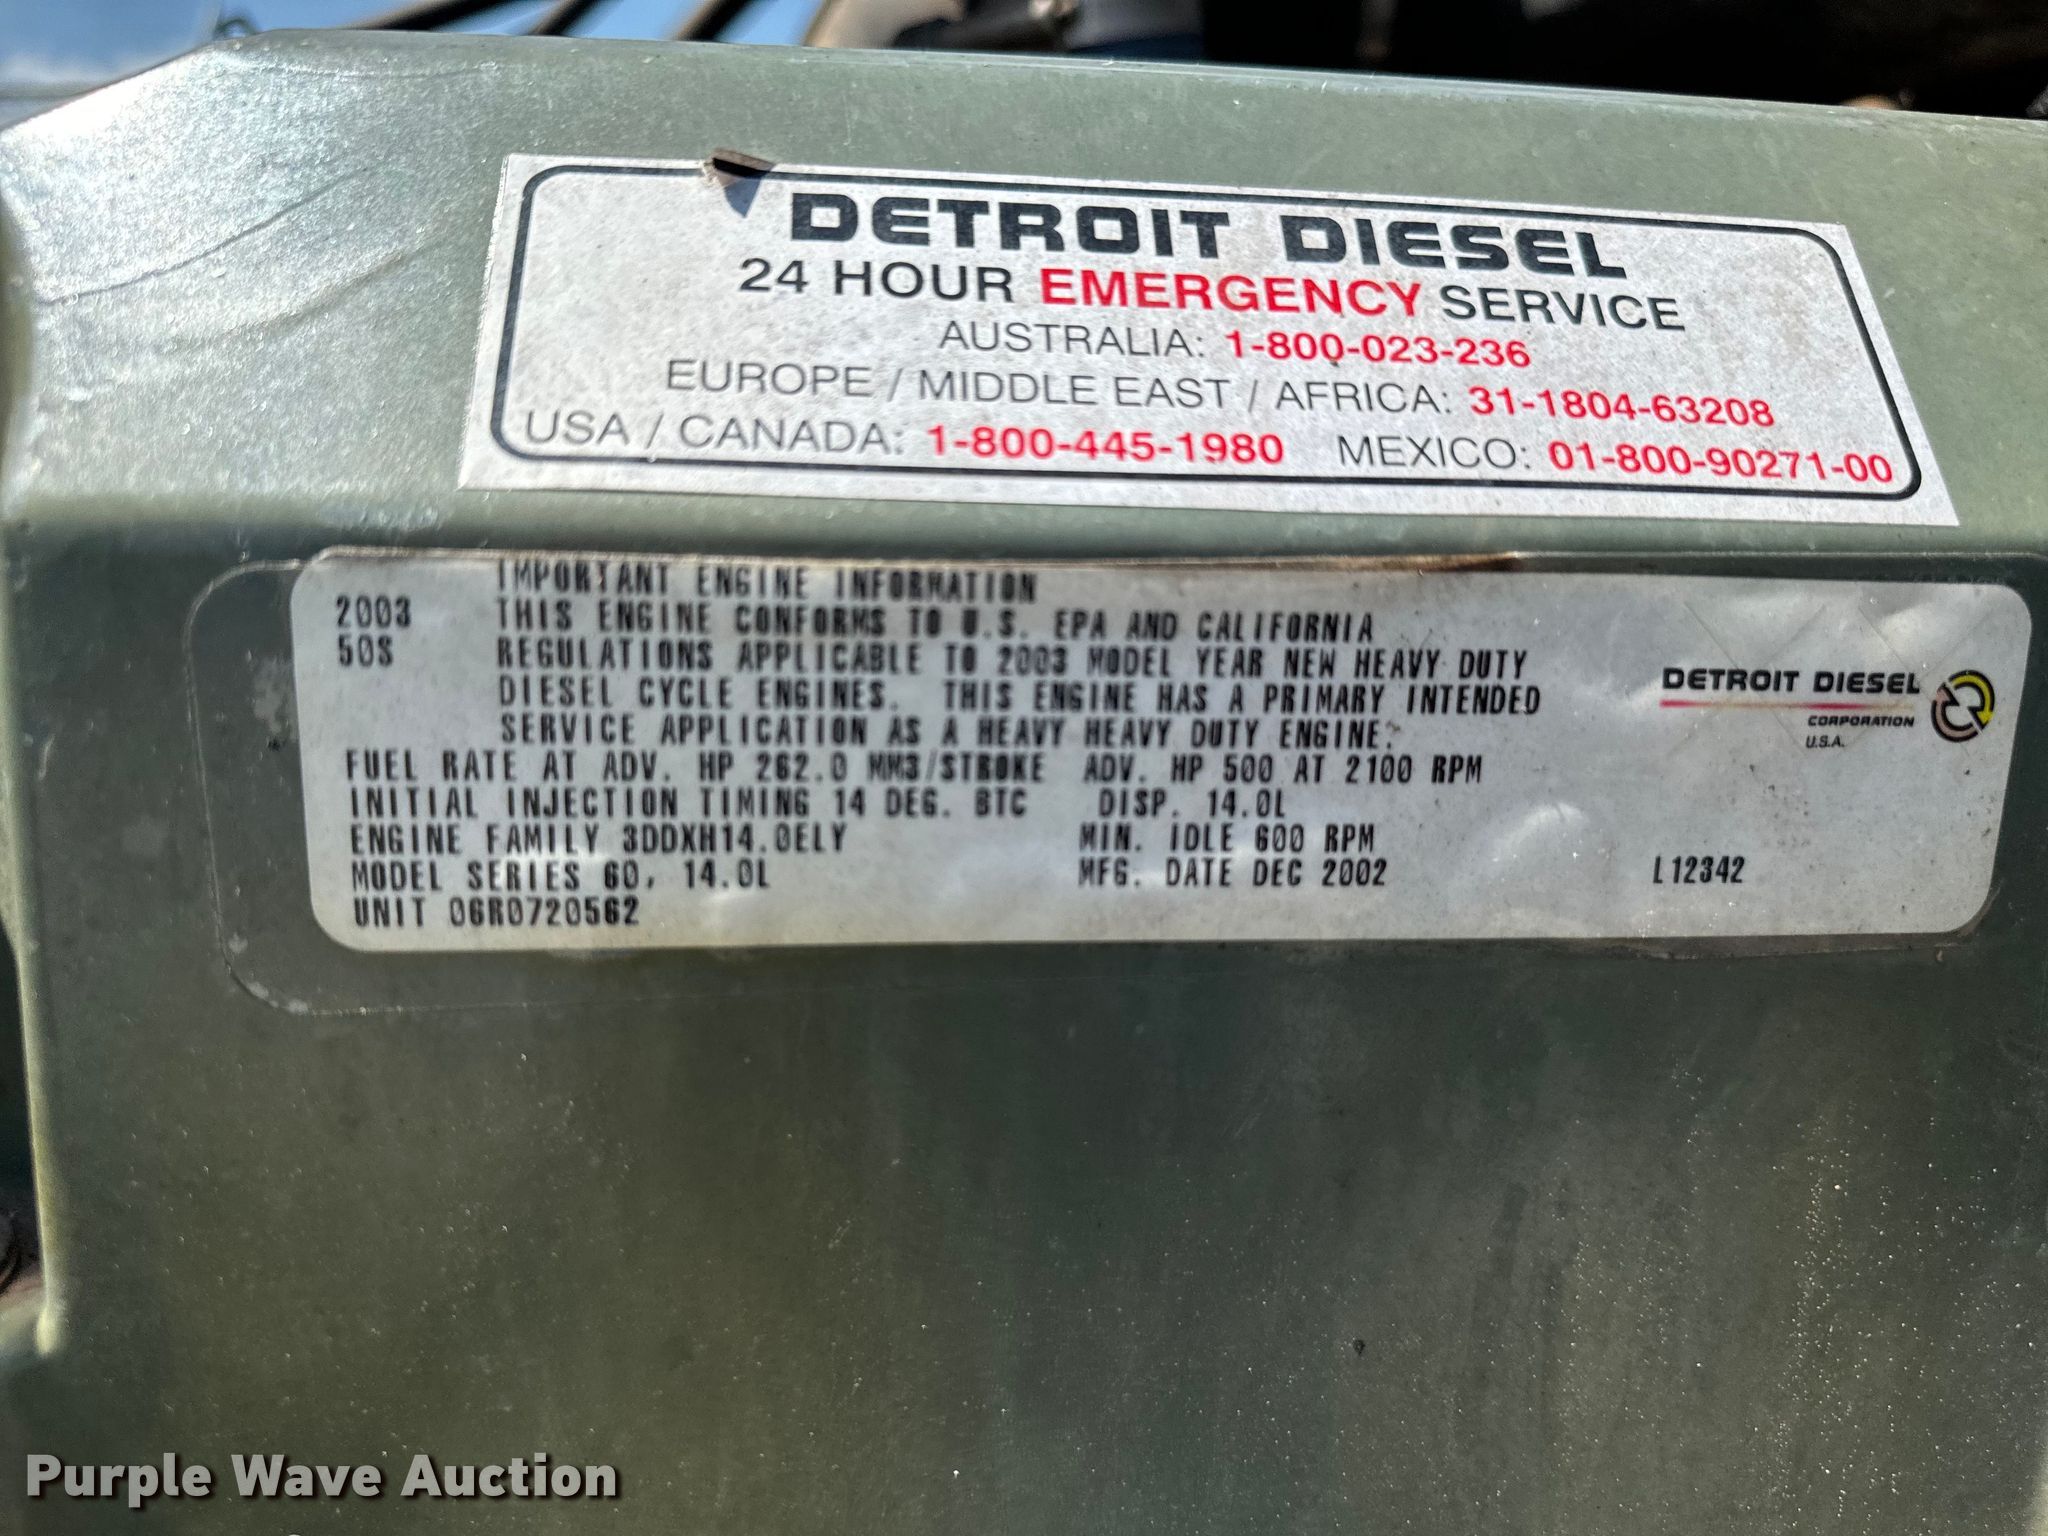 DETROIT DIESEL
24 HOUR EMERGENCY SERVICE
AUSTRALIA: 1-800-023-236
EUROPE / MIDDLE EAST / AFRICA: 31-1804-63208
USA / CANADA: 1-800-445-1980 MEXICO: 01-800-90271-00
IMPORTANT ENGINE INFORMATION
2003 THIS ENGINE CONFORMS TO U.S. EPA AND CALIFORNIA
50S REGULATIONS APPLICABLE TO 2003 MODEL YEAR NEW HEAVY DUTY
DIESEL CYCLE ENGINES. THIS ENGINE HAS A PRIMARY INTENDED
SERVICE APPLICATION AS A HEAVY HEAVY DUTY ENGINE.
FUEL RATE AT ADV. HP 262.0 MM3/STROKE ADV. HP 500 AT 2100 RPM
INITIAL INJECTION TIMING 14 DEG. BTC DISP. 14.0L
ENGINE FAMILY 3DDXH14.0ELY MIN. IDLE 600 RPM
MODEL SERIES 60, 14.0L MFG. DATE DEC 2002 L12342
UNIT 06R0720562
DETROIT DIESEL
CORPORATION
U.S.A.
Purple Wave Auction